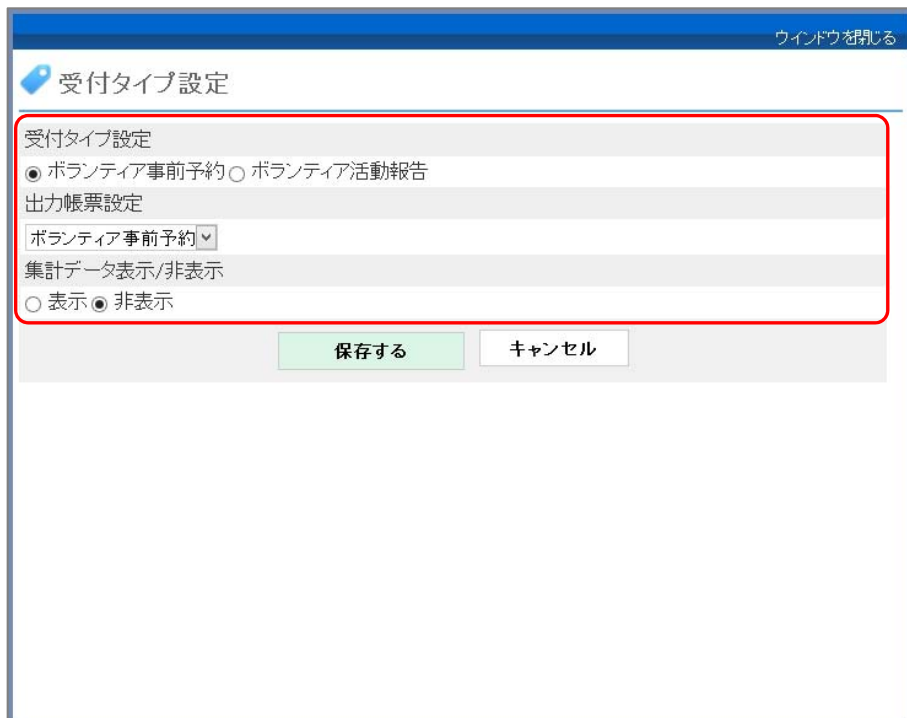 ウインドウを閉じる
受付タイプ設定
受付タイプ設定
ボランティア事前予約 ボランティア活動報告
出力帳票設定
ボランティア事前予約
集計データ表示/非表示
表示 非表示
保存する キャンセル